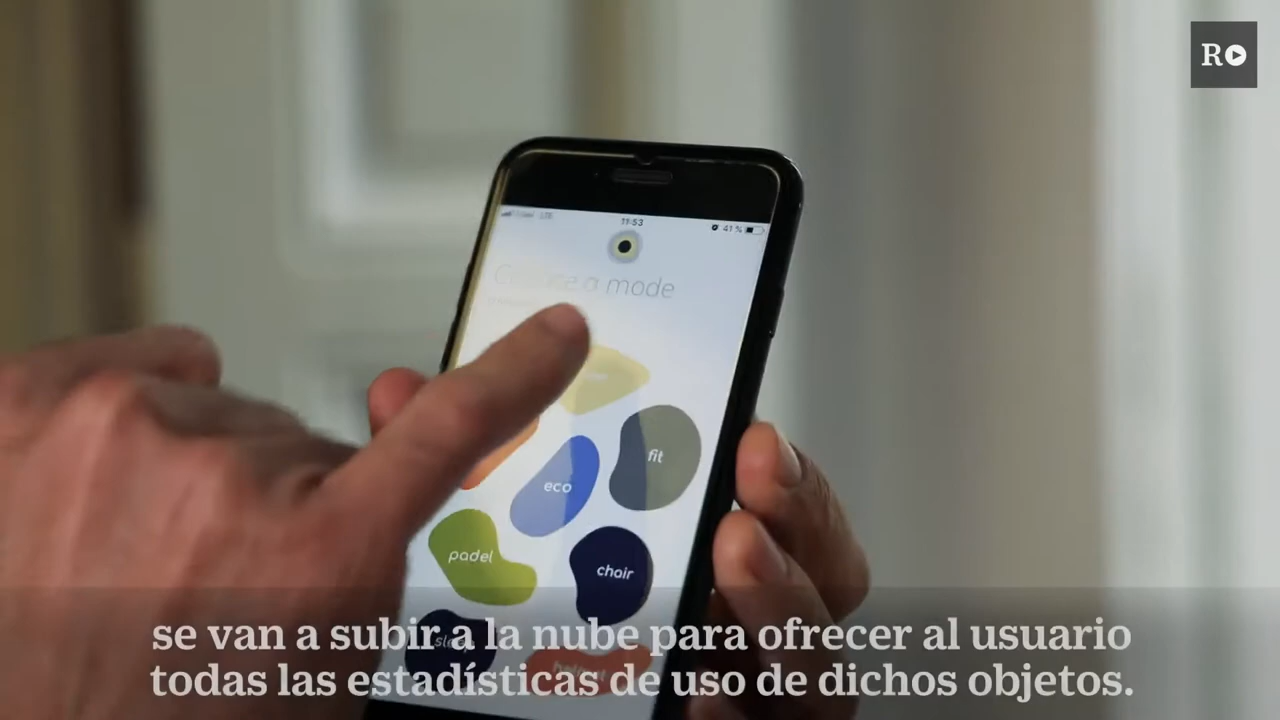 R
LTE
11:53
41 %
a mode
fit
eco
padel
chair
se van a subir a la nube para ofrecer al usuario
todas las estadísticas de uso de dichos objetos.